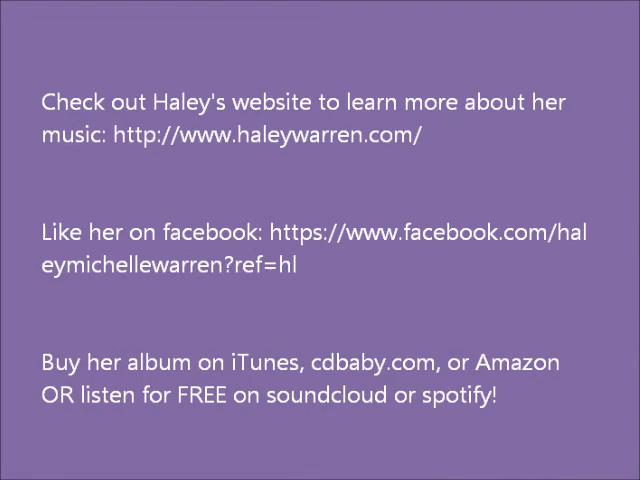 Check out Haley's website to learn more about her
music: http://www.haleywarren.com/
Like her on facebook: https://www.facebook.com/hal
eymichellewarren?ref=hl
Buy her album on iTunes, cdbaby.com, or Amazon
OR listen for FREE on soundcloud or spotify!